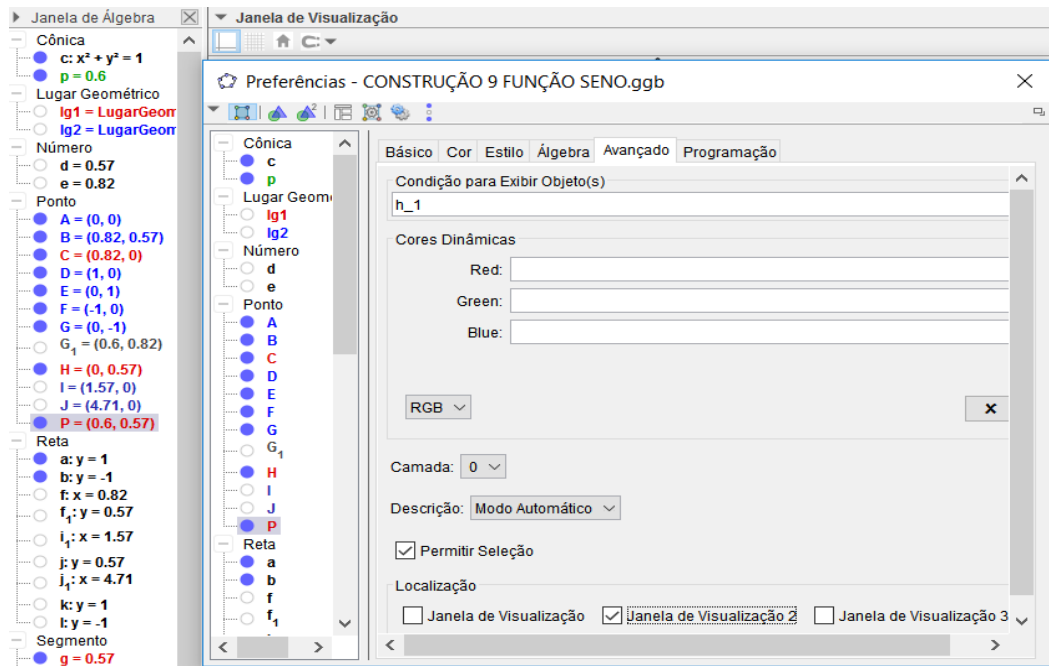 Janela de Álgebra
Cônica
c: x² + y² = 1
p = 0.6
Lugar Geométrico
lg1 = LugarGeom
lg2 = LugarGeom
Número
d = 0.57
e = 0.82
Ponto
A = (0, 0)
B = (0.82, 0.57)
C = (0.82, 0)
D = (1, 0)
E = (0, 1)
F = (-1, 0)
G = (0, -1)
G₁ = (0.6, 0.82)
H = (0, 0.57)
I = (1.57, 0)
J = (4.71, 0)
P = (0.6, 0.57)
Reta
a: y = 1
b: y = -1
f: x = 0.82
f₁: y = 0.57
i₁: x = 1.57
j: y = 0.57
j₁: x = 4.71
k: y = 1
l: y = -1
Segmento
g = 0.57
Janela de Visualização
Preferências - CONSTRUÇÃO 9 FUNÇÃO SENO.ggb
Cônica
c
p
Lugar Geom
lg1
lg2
Número
d
e
Ponto
A
B
C
D
E
F
G
G₁
H
I
J
P
Reta
a
b
f
f₁
Básico Cor Estilo Álgebra Avançado Programação
Condição para Exibir Objeto(s)
h_1
Cores Dinâmicas
Red:
Green:
Blue:
RGB
Camada: 0
Descrição: Modo Automático
Permitir Seleção
Localização
Janela de Visualização Janela de Visualização 2 Janela de Visualização 3